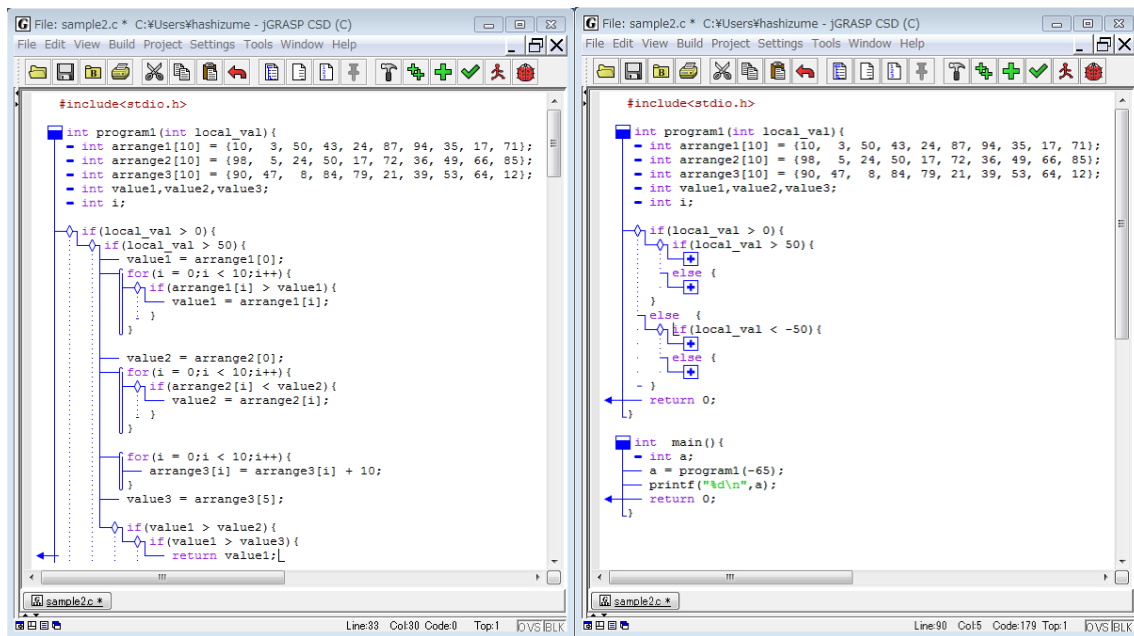 File: sample2.c *  C:¥Users¥hashizume - jGRASP CSD (C)
File Edit View Build Project Settings Tools Window Help
#include<stdio.h>
int program1(int local_val){
int arrange1[10] = {10,  3, 50, 43, 24, 87, 94, 35, 17, 71};
int arrange2[10] = {98,  5, 24, 50, 17, 72, 36, 49, 66, 85};
int arrange3[10] = {90, 47,  8, 84, 79, 21, 39, 53, 64, 12};
int value1,value2,value3;
int i;
if(local_val > 0){
if(local_val > 50){
value1 = arrange1[0];
for(i = 0;i < 10;i++){
if(arrange1[i] > value1){
value1 = arrange1[i];
}
}
value2 = arrange2[0];
for(i = 0;i < 10;i++){
if(arrange2[i] < value2){
value2 = arrange2[i];
}
}
for(i = 0;i < 10;i++){
arrange3[i] = arrange3[i] + 10;
}
value3 = arrange3[5];
if(value1 > value2){
if(value1 > value3){
return value1;
sample2.c *
Line:33 Col:30 Code:0 Top:1 OVS BLK
File: sample2.c *  C:¥Users¥hashizume - jGRASP CSD (C)
File Edit View Build Project Settings Tools Window Help
#include<stdio.h>
int program1(int local_val){
int arrange1[10] = {10,  3, 50, 43, 24, 87, 94, 35, 17, 71};
int arrange2[10] = {98,  5, 24, 50, 17, 72, 36, 49, 66, 85};
int arrange3[10] = {90, 47,  8, 84, 79, 21, 39, 53, 64, 12};
int value1,value2,value3;
int i;
if(local_val > 0){
if(local_val > 50){
else {
}
else  {
if(local_val < -50){
else {
}
return 0;
}
int  main(){
int a;
a = program1(-65);
printf("%d\n",a);
return 0;
}
sample2.c *
Line:90 Col:5 Code:179 Top:1 OVS BLK